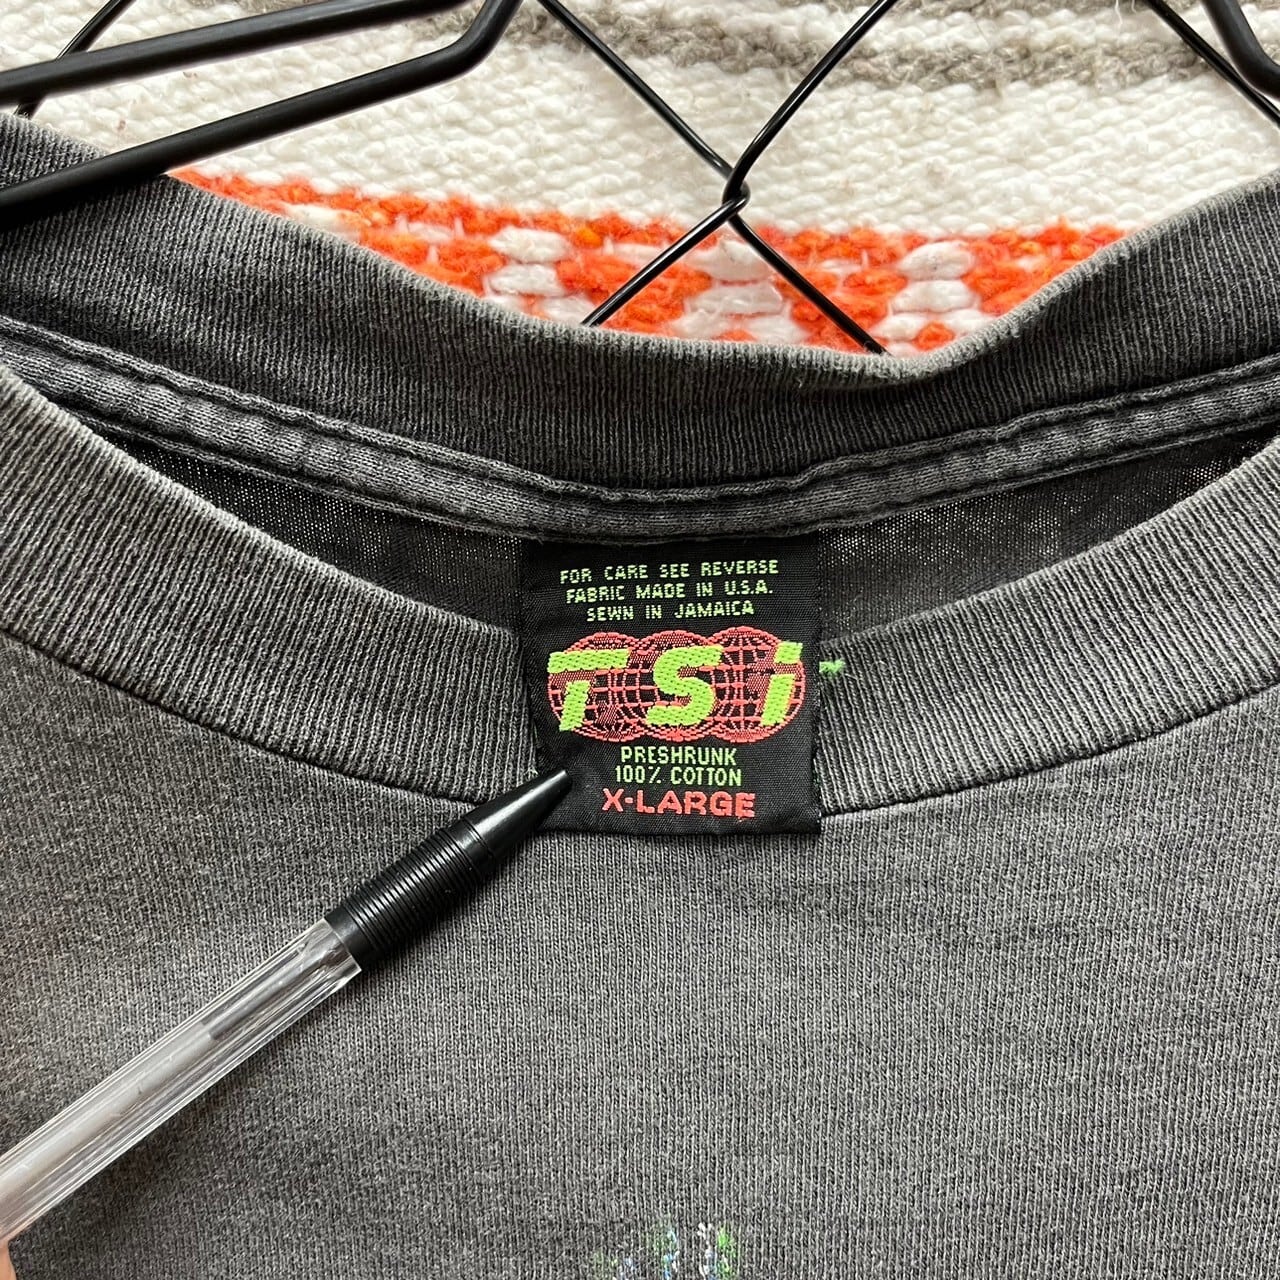 FOR CARE SEE REVERSE
FABRIC MADE IN U.S.A.
SEWN IN JAMAICA
TSi
PRESHRUNK
100% COTTON
X-LARGE